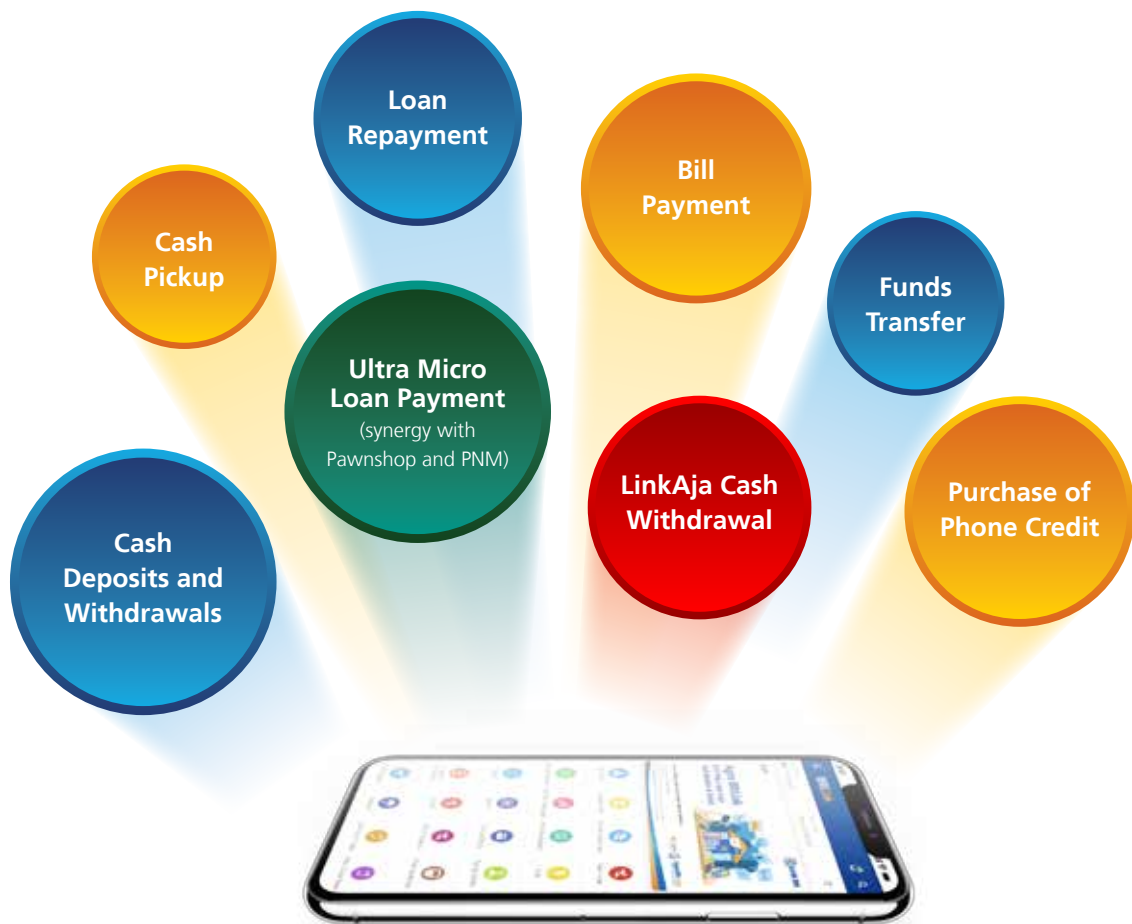 Loan
Repayment
Bill
Payment
Cash
Pickup
Funds
Transfer
Ultra Micro
Loan Payment
(synergy with
Pawnshop and PNM)
LinkAja Cash
Withdrawal
Purchase of
Phone Credit
Cash
Deposits and
Withdrawals